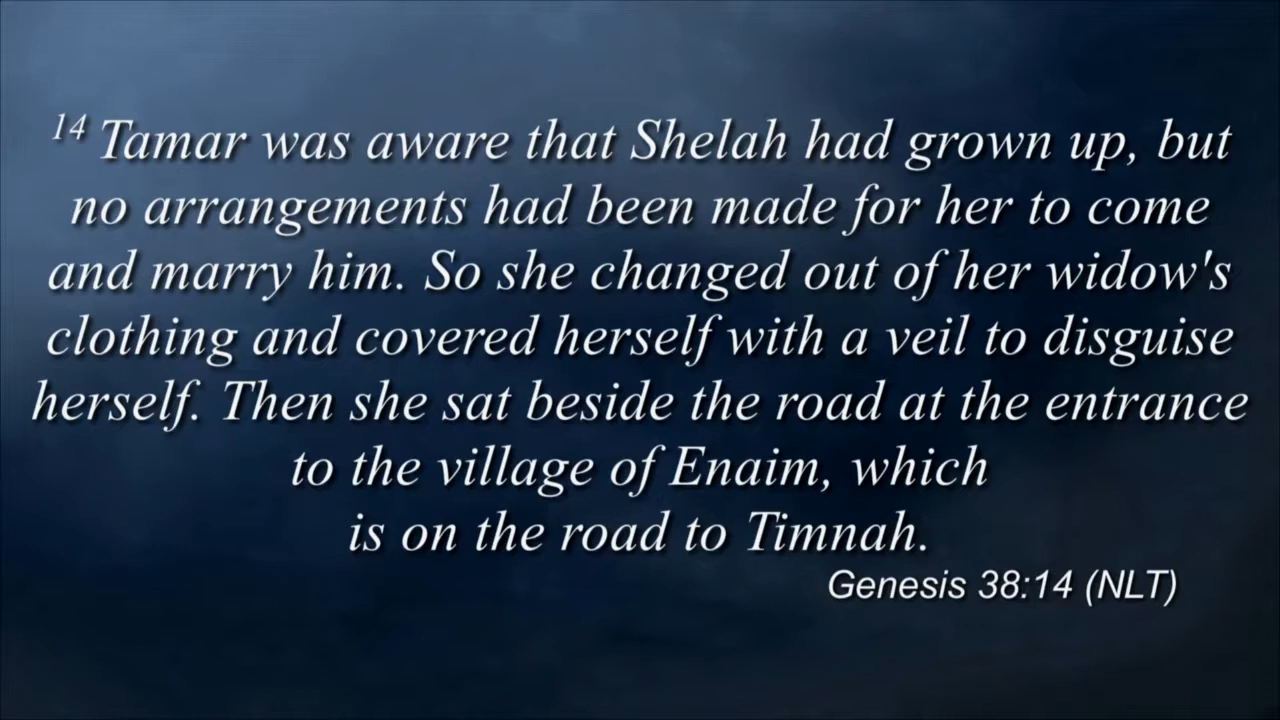 14 Tamar was aware that Shelah had grown up, but
no arrangements had been made for her to come
and marry him. So she changed out of her widow's
clothing and covered herself with a veil to disguise
herself. Then she sat beside the road at the entrance
to the village of Enaim, which
is on the road to Timnah.
Genesis 38:14 (NLT)